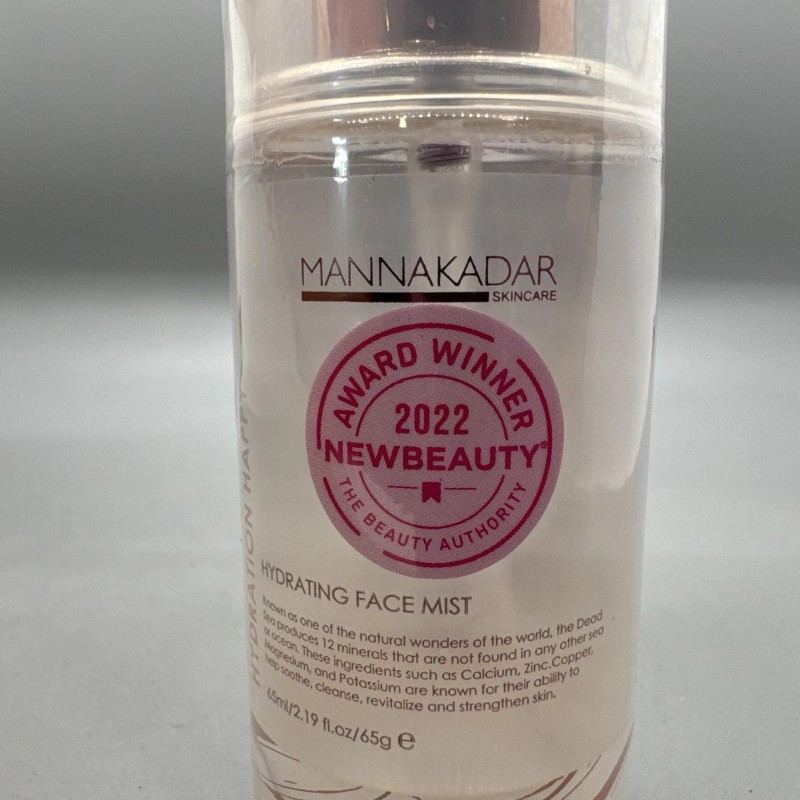 MANNAKADAR
SKINCARE
AWARD WINNER
2022
NEWBEAUTY®
THE BEAUTY AUTHORITY
HYDRATION HAPPY
HYDRATING FACE MIST
Known as one of the natural wonders of the world, the Dead
Sea produces 12 minerals that are not found in any other sea
or ocean. These ingredients such as Calcium, Zinc,Copper,
Magnesium, and Potassium are known for their ability to
help soothe, cleanse, revitalize and strengthen skin.
65ml/2.19 fl.oz/65g ℮